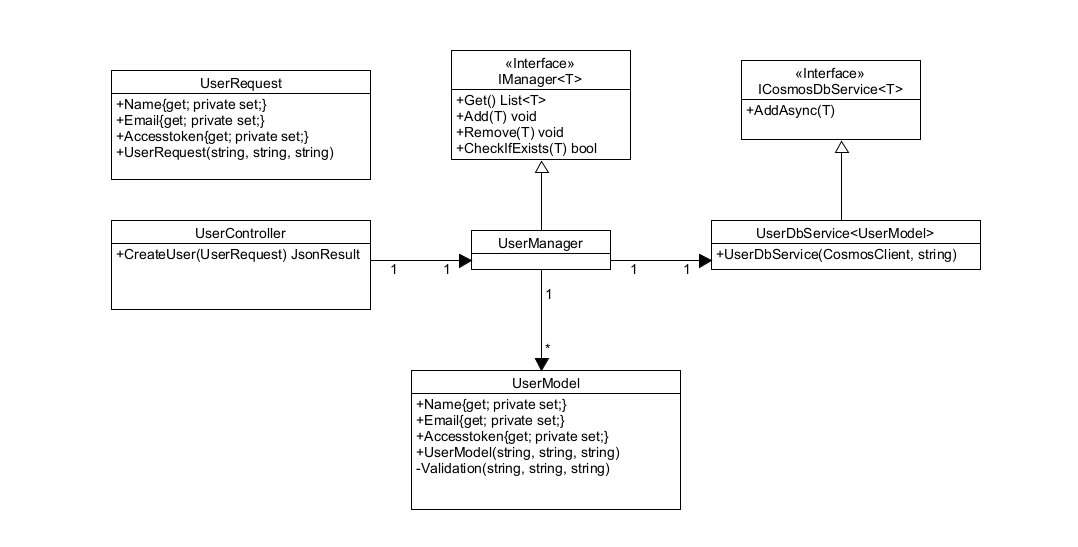 UserRequest
+Name{get; private set;}
+Email{get; private set;}
+Accesstoken{get; private set;}
+UserRequest(string, string, string)
«Interface»
IManager<T>
+Get() List<T>
+Add(T) void
+Remove(T) void
+CheckIfExists(T) bool
«Interface»
ICosmosDbService<T>
+AddAsync(T)
UserController
+CreateUser(UserRequest) JsonResult
1 1
UserManager
1 1
UserDbService<UserModel>
+UserDbService(CosmosClient, string)
1
*
UserModel
+Name{get; private set;}
+Email{get; private set;}
+Accesstoken{get; private set;}
+UserModel(string, string, string)
-Validation(string, string, string)